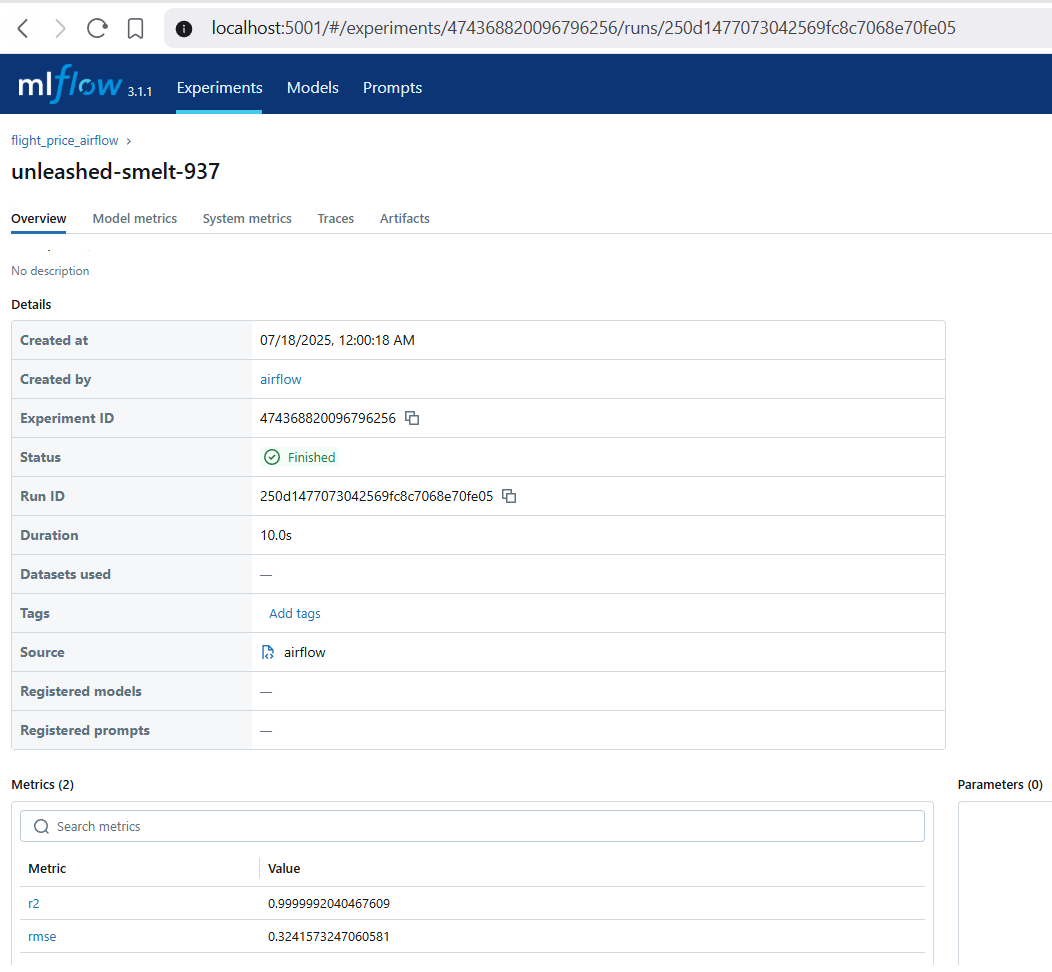 localhost:5001/#/experiments/474368820096796256/runs/250d1477073042569fc8c7068e70fe05
mlflow 3.1.1 Experiments Models Prompts
flight_price_airflow ›
unleashed-smelt-937
Overview Model metrics System metrics Traces Artifacts
No description
Details
Created at 07/18/2025, 12:00:18 AM
Created by airflow
Experiment ID 474368820096796256
Status Finished
Run ID 250d1477073042569fc8c7068e70fe05
Duration 10.0s
Datasets used —
Tags Add tags
Source airflow
Registered models —
Registered prompts —
Metrics (2) Parameters (0)
Search metrics
Metric Value
r2 0.9999992040467609
rmse 0.3241573247060581